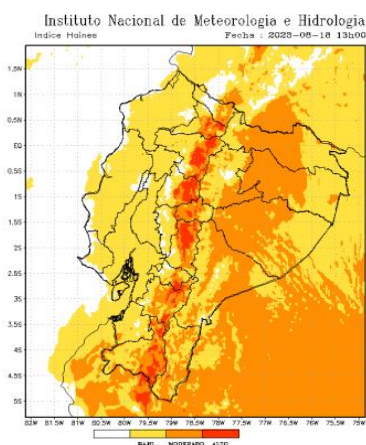 Instituto Nacional de Meteorologia e Hidrologia
Indice Haines Fecha : 2023-08-18 13h00
1.5N
1N
0.5N
EQ
0.5S
1S
1.5S
2S
2.5S
3S
3.5S
4S
4.5S
5S
82W 81.5W 81W 80.5W 80W 79.5W 79W 78.5W 78W 77.5W 77W 76.5W 76W 75.5W 75W
BAJO MODERADO ALTO